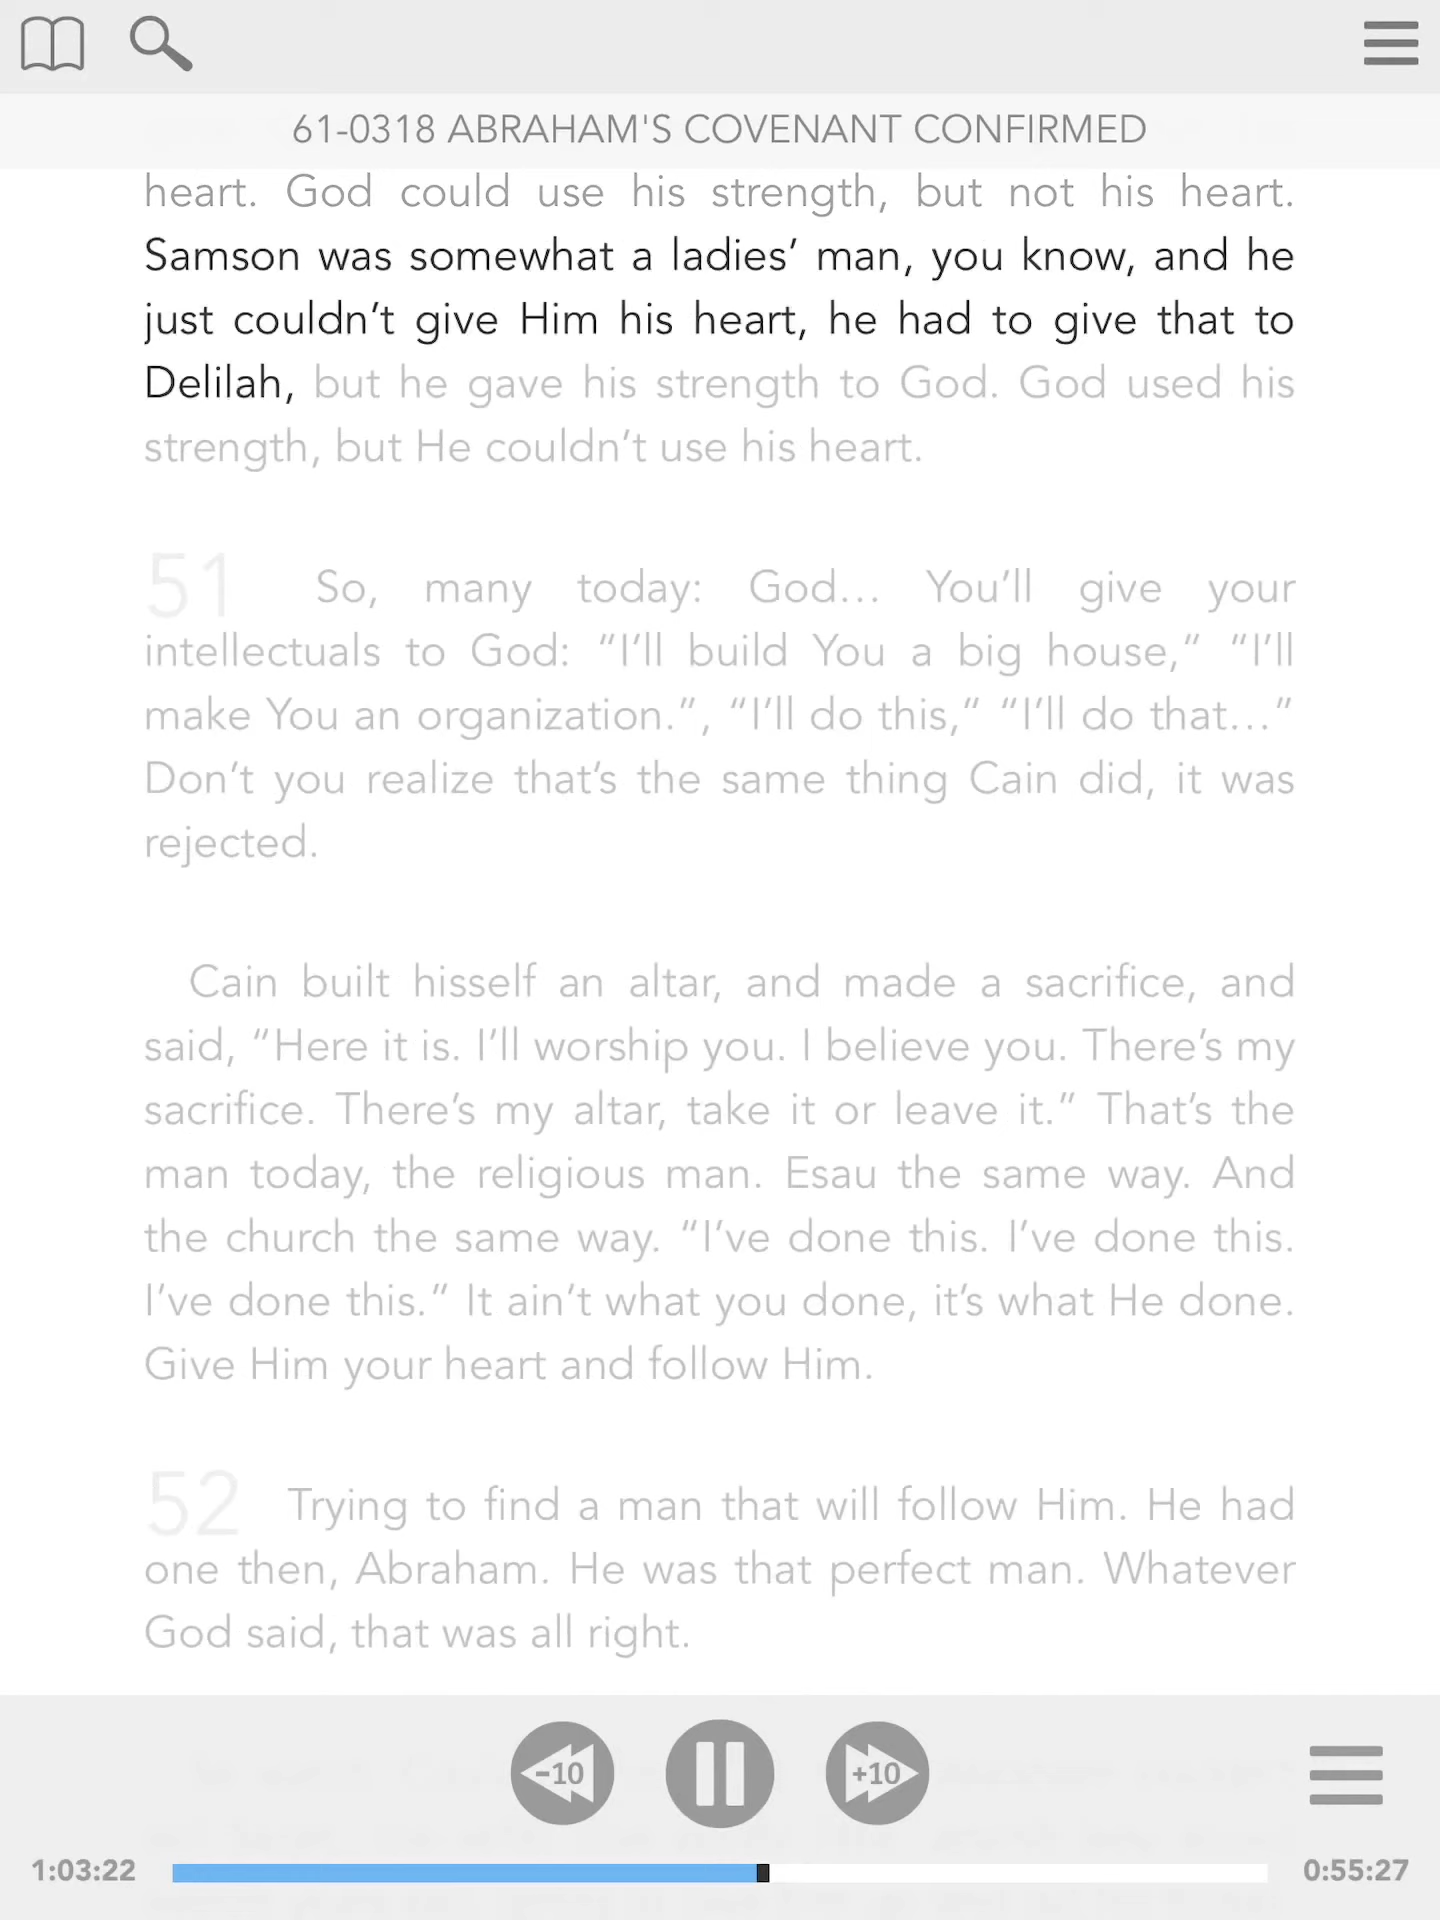 61-0318 ABRAHAM'S COVENANT CONFIRMED
heart. God could use his strength, but not his heart.
Samson was somewhat a ladies’ man, you know, and he
just couldn’t give Him his heart, he had to give that to
Delilah, but he gave his strength to God. God used his
strength, but He couldn’t use his heart.
51 So, many today: God… You’ll give your
intellectuals to God: “I’ll build You a big house,” “I’ll
make You an organization.”, “I’ll do this,” “I’ll do that…”
Don’t you realize that’s the same thing Cain did, it was
rejected.
Cain built hisself an altar, and made a sacrifice, and
said, “Here it is. I’ll worship you. I believe you. There’s my
sacrifice. There’s my altar, take it or leave it.” That’s the
man today, the religious man. Esau the same way. And
the church the same way. “I’ve done this. I’ve done this.
I’ve done this.” It ain’t what you done, it’s what He done.
Give Him your heart and follow Him.
52 Trying to find a man that will follow Him. He had
one then, Abraham. He was that perfect man. Whatever
God said, that was all right.
-10 +10
1:03:22 0:55:27